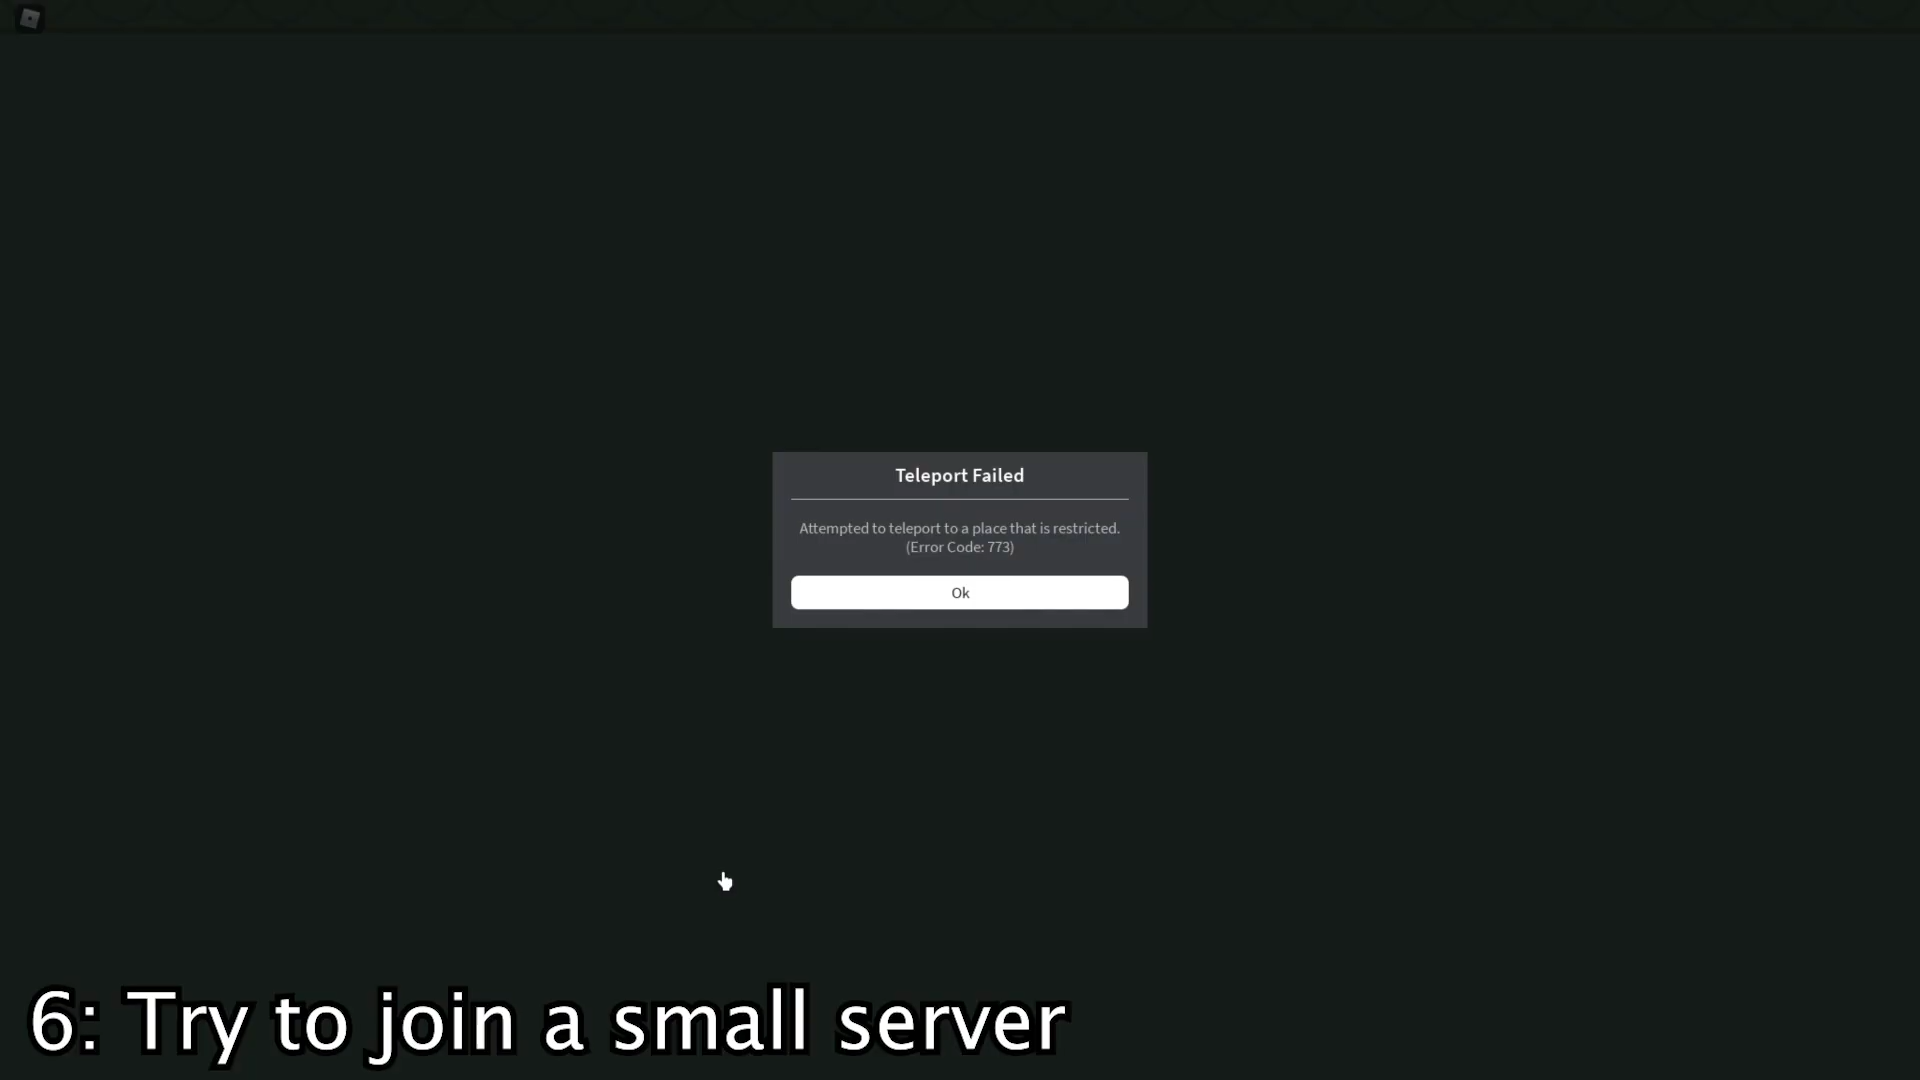 Teleport Failed
Attempted to teleport to a place that is restricted.
(Error Code: 773)
Ok
6: Try to join a small server